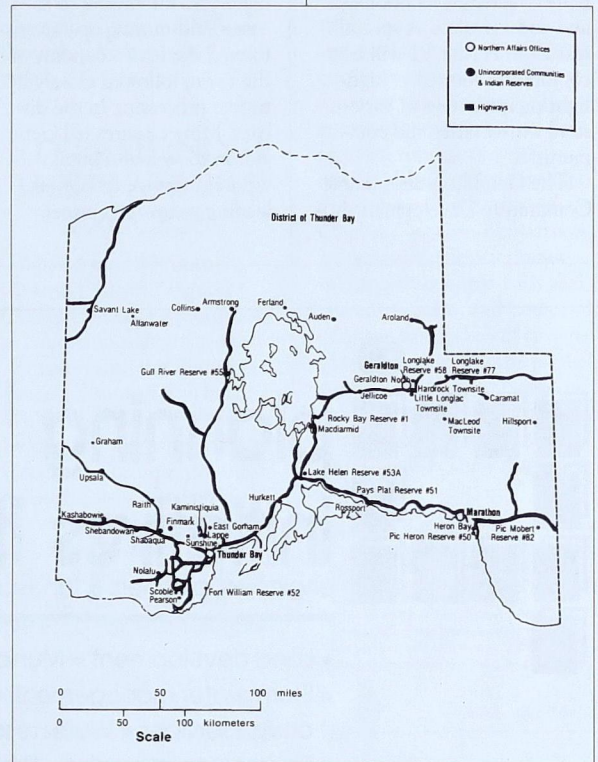 Northern Affairs Offices
Unincorporated Communities
& Indian Reserves
Highways
District of Thunder Bay
Savant Lake
Allanwater
Collins
Armstrong
Ferland
Auden
Aroland
Gull River Reserve #55
Geraldton
Longlake
Reserve #58
Longlake
Reserve #77
Geraldton North
Hardrock Townsite
Jellicoe
Little Longlac
Townsite
Caramat
Rocky Bay Reserve #1
Macdiarmid
MacLeod
Townsite
Hillsport
Graham
Upsala
Lake Helen Reserve #53A
Raith
Kaministiquia
Hurkett
Pays Plat Reserve #51
Rossport
Kashabowie
Finmark
East Gorham
Lappe
Marathon
Shebandowan
Shabaqua
Sunshine
Heron Bay
Pic Mobert
Reserve #82
Pic Heron Reserve #50
Thunder Bay
Nolalu
Scoble
Pearson
Fort William Reserve #52
0 50 100 miles
0 50 100 kilometers
Scale